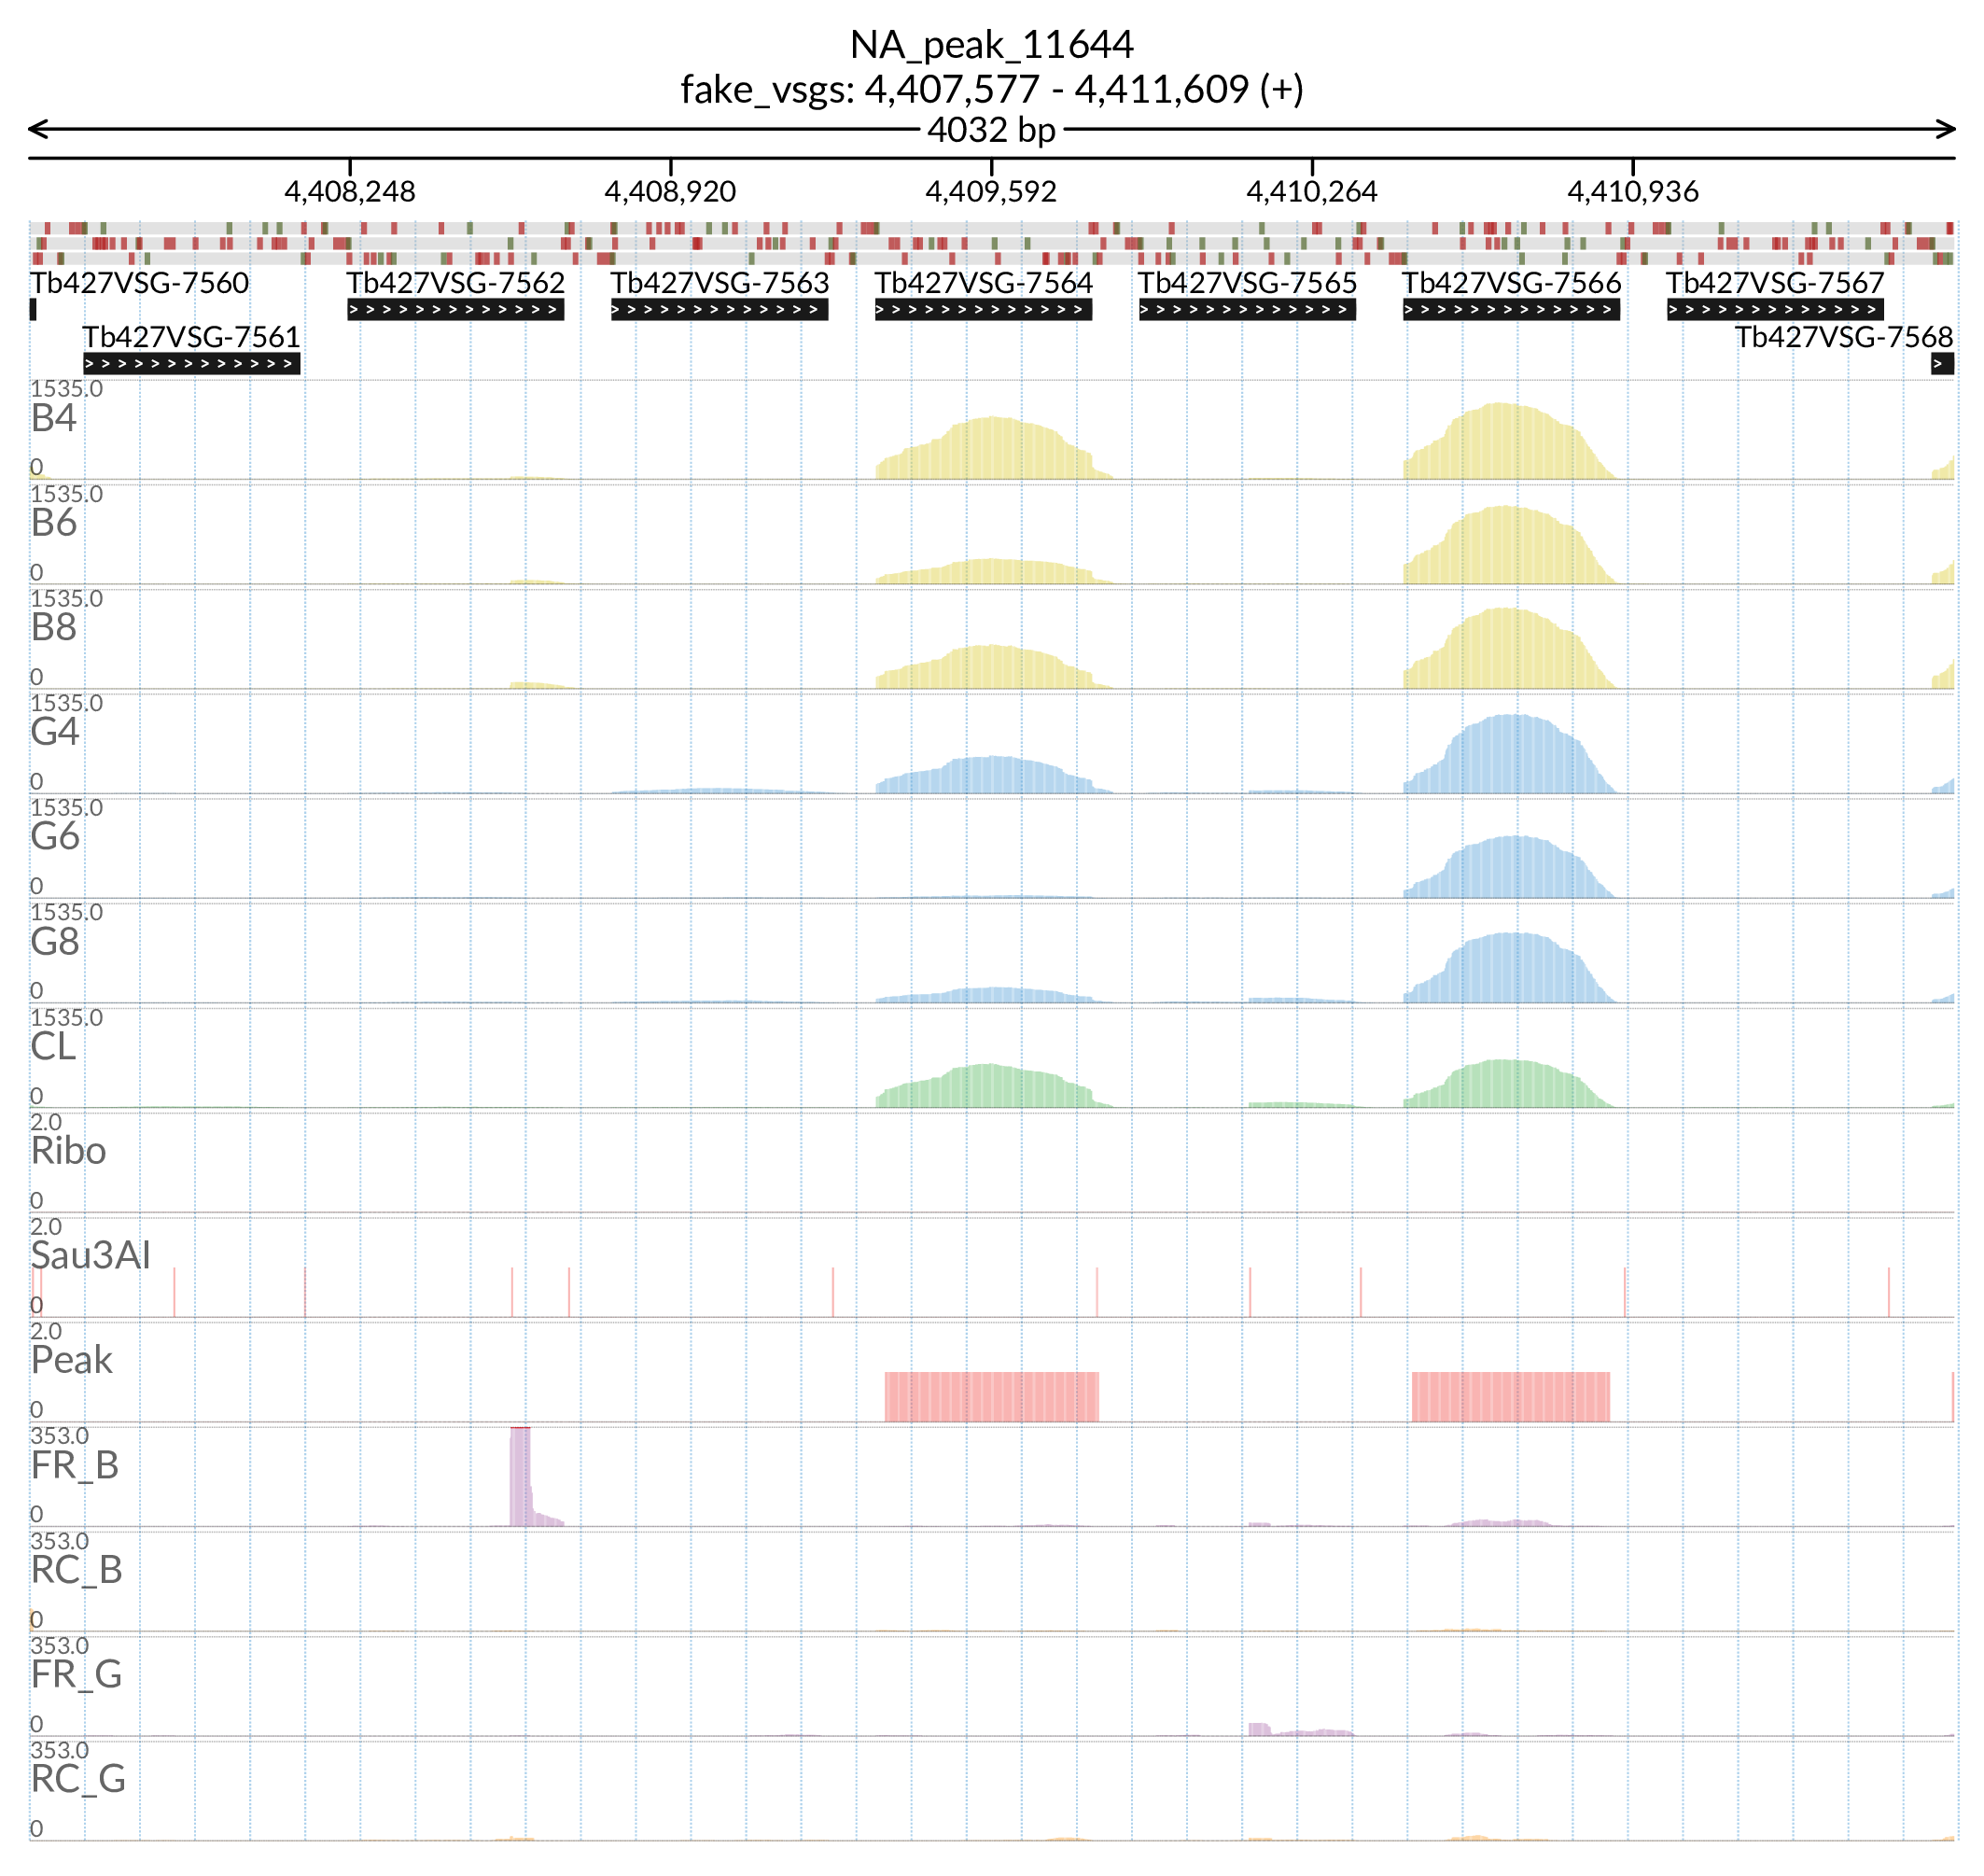 NA_peak_11644
fake_vsgs: 4,407,577 - 4,411,609 (+)
4032 bp
4,408,248 4,408,920 4,409,592 4,410,264 4,410,936
Tb427VSG-7560 Tb427VSG-7562 Tb427VSG-7563 Tb427VSG-7564 Tb427VSG-7565 Tb427VSG-7566 Tb427VSG-7567
Tb427VSG-7561 Tb427VSG-7568
1535.0
B4
0
1535.0
B6
0
1535.0
B8
0
1535.0
G4
0
1535.0
G6
0
1535.0
G8
0
1535.0
CL
0
2.0
Ribo
0
2.0
Sau3AI
0
2.0
Peak
0
353.0
FR_B
0
353.0
RC_B
0
353.0
FR_G
0
353.0
RC_G
0